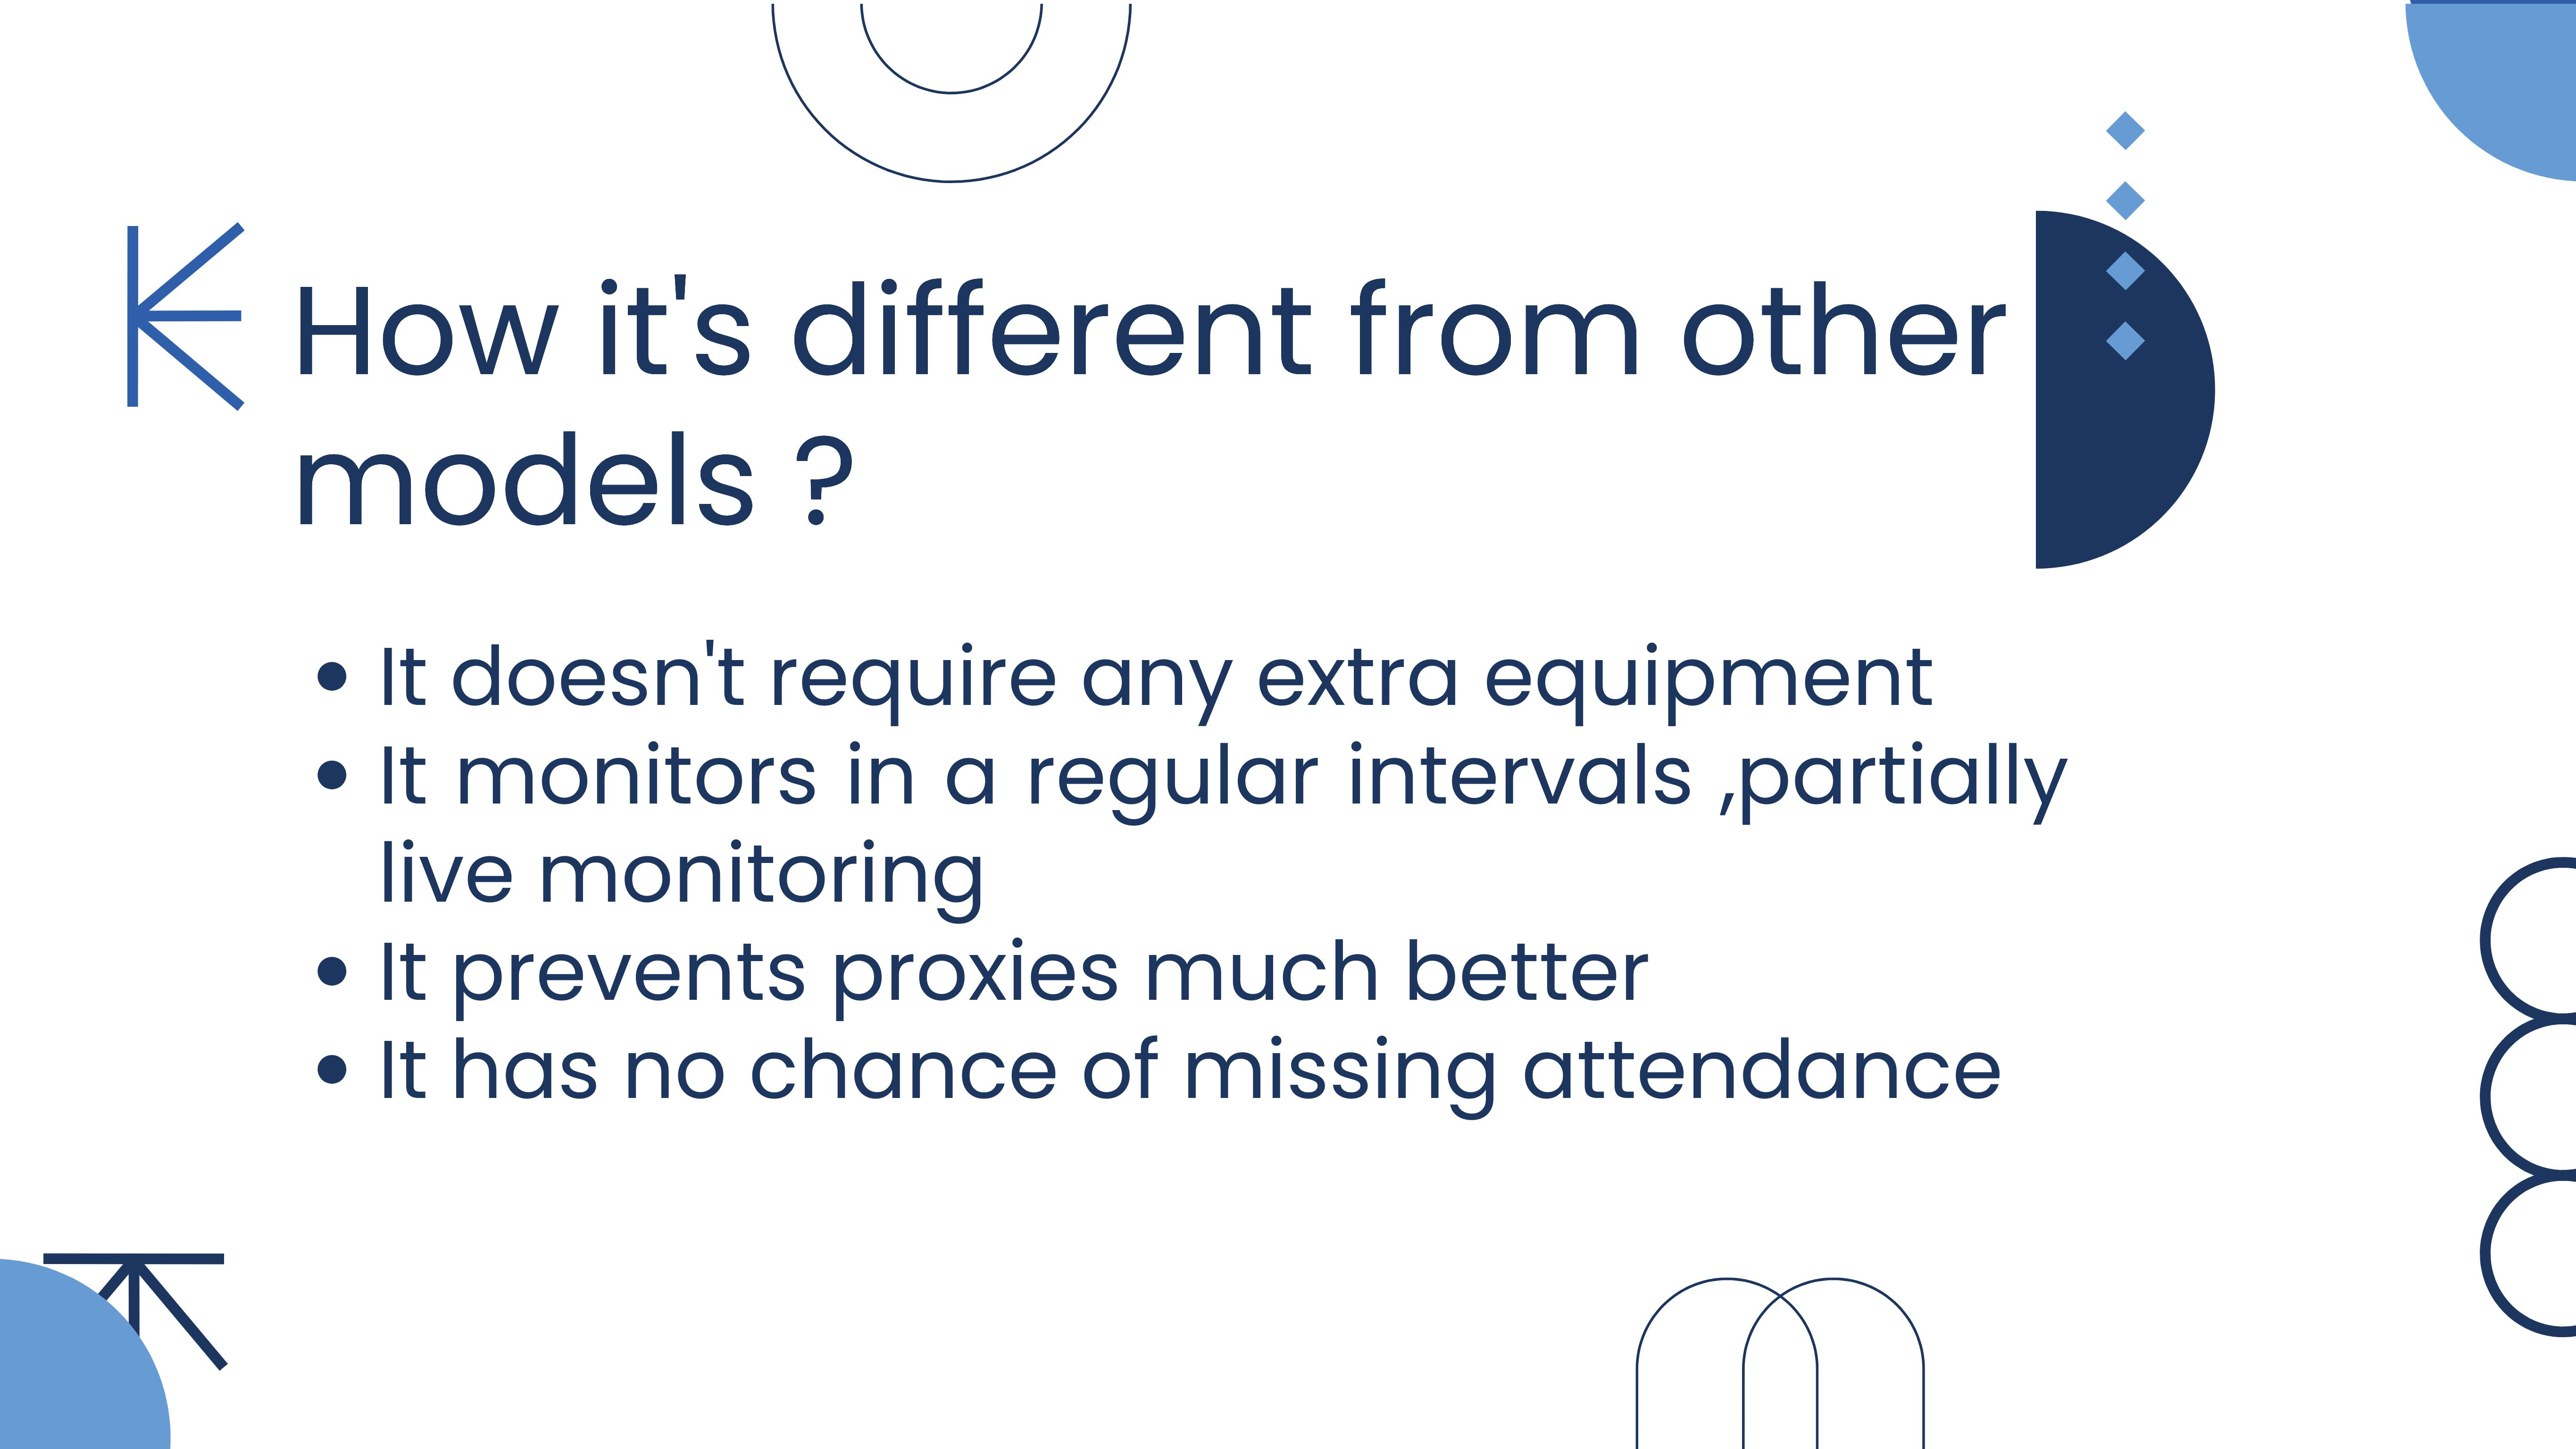 How it's different from other
models ?
• It doesn't require any extra equipment
• It monitors in a regular intervals ,partially
live monitoring
• It prevents proxies much better
• It has no chance of missing attendance